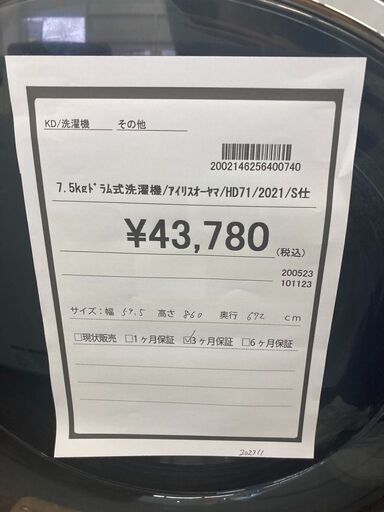 KD/洗濯機 その他
2002146256400740
7.5kgﾄﾞﾗﾑ式洗濯機/ｱｲﾘｽｵｰﾔﾏ/HD71/2021/S仕
¥43,780 (税込)
200523
101123
サイズ:幅 59.5 高さ 860 奥行 672 cm
□現状販売 □1ヶ月保証 ☑3ヶ月保証 □6ヶ月保証
2023.11